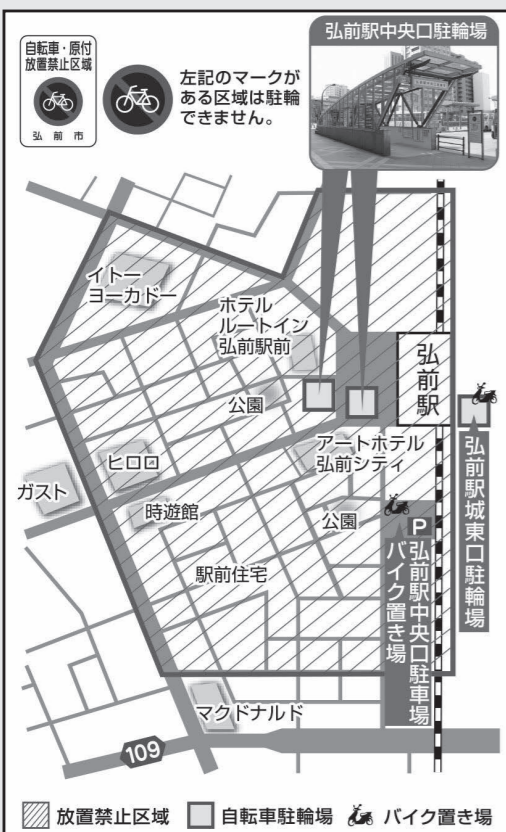 自転車・原付
放置禁止区域
弘前市
左記のマークが
ある区域は駐輪
できません。
弘前駅中央口駐輪場
イトー
ヨーカドー
ホテル
ルートイン
弘前駅前
公園
弘前駅
ヒロロ
アートホテル
弘前シティ
ガスト
時遊館
公園
駅前住宅
P
弘前駅中央口駐車場
バイク置き場
弘前駅城東口駐輪場
マクドナルド
109
放置禁止区域
自転車駐輪場
バイク置き場